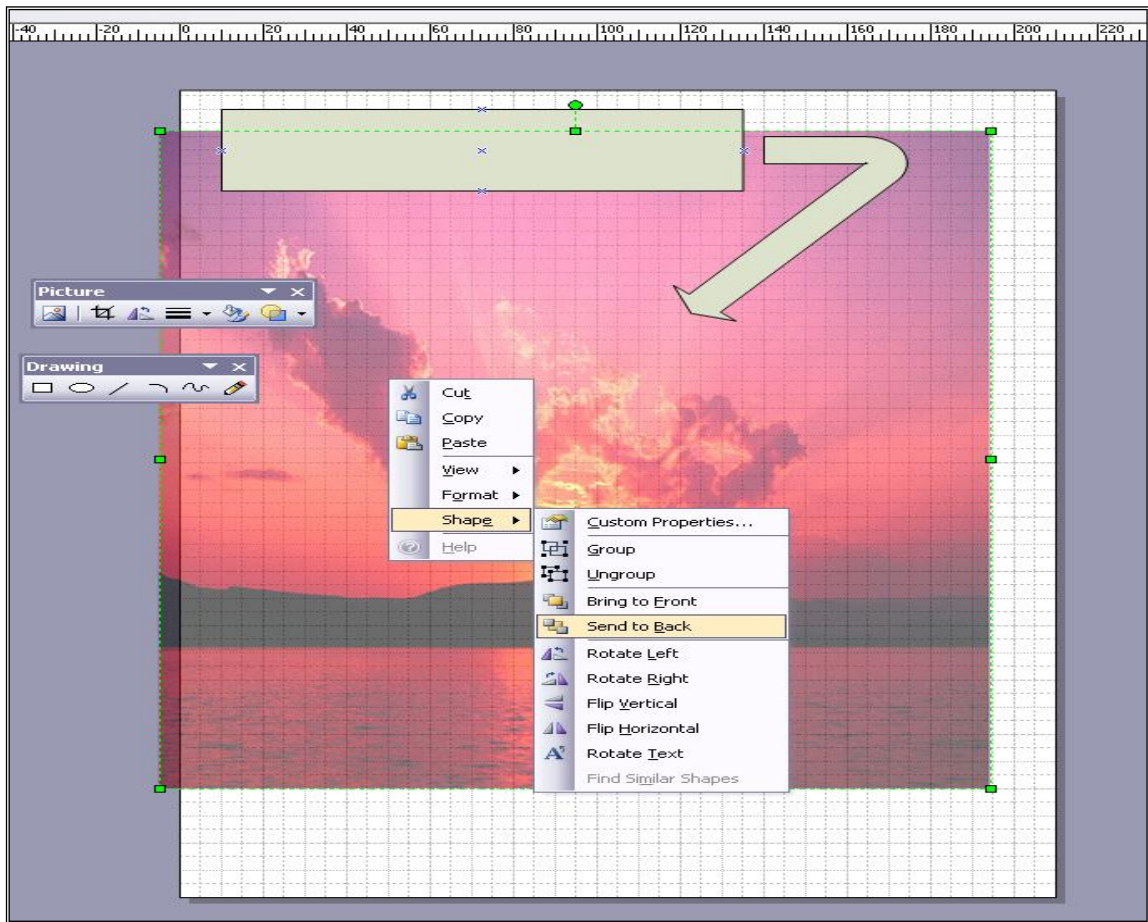 -40 -20 0 20 40 60 80 100 120 140 160 180 200 220
Picture
Drawing
Cut
Copy
Paste
View
Format
Shape
Help
Custom Properties...
Group
Ungroup
Bring to Front
Send to Back
Rotate Left
Rotate Right
Flip Vertical
Flip Horizontal
Rotate Text
Find Similar Shapes